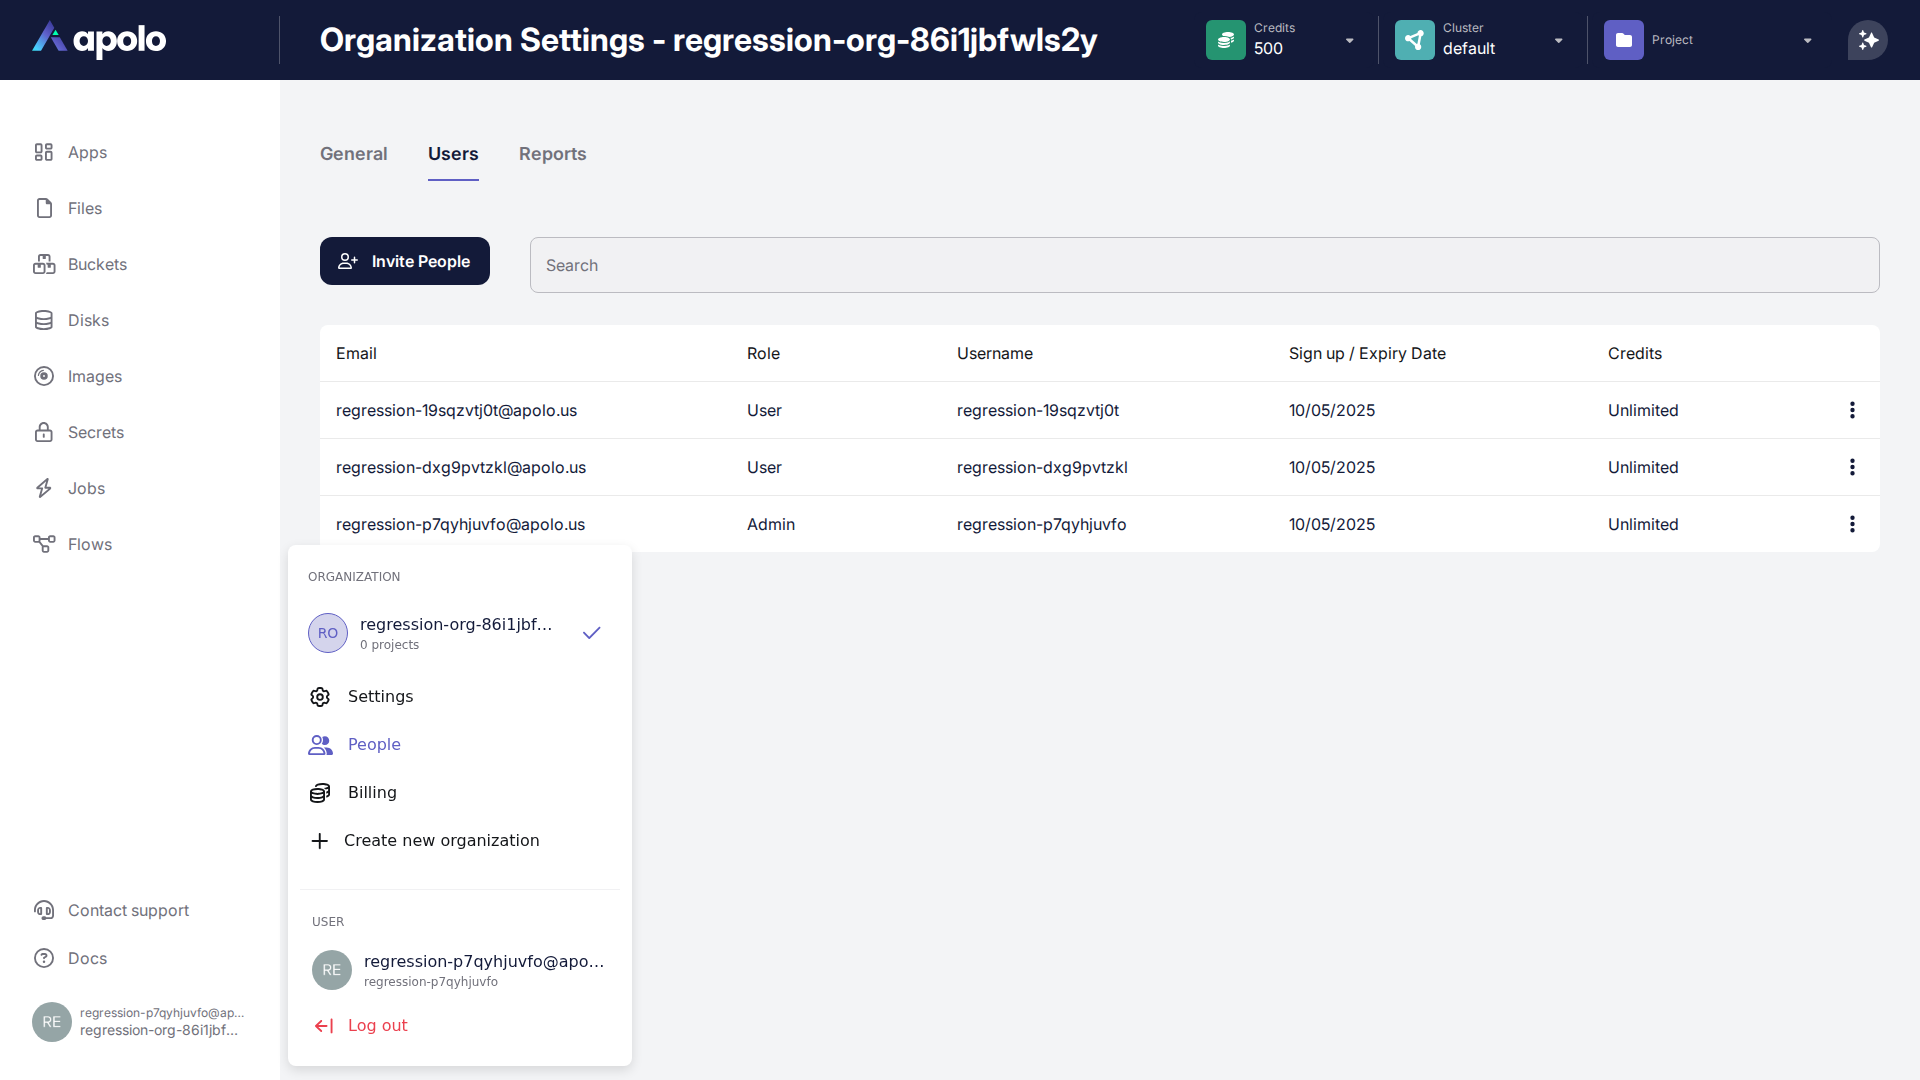 apolo
Organization Settings - regression-org-86i1jbfwls2y
Credits
500
Cluster
default
Project
Apps
Files
Buckets
Disks
Images
Secrets
Jobs
Flows
Contact support
Docs
RE
regression-p7qyhjuvfo@ap...
regression-org-86i1jbf...
General
Users
Reports
Invite People
Search
Email Role Username Sign up / Expiry Date Credits
regression-19sqzvtj0t@apolo.us User regression-19sqzvtj0t 10/05/2025 Unlimited
regression-dxg9pvtzkl@apolo.us User regression-dxg9pvtzkl 10/05/2025 Unlimited
regression-p7qyhjuvfo@apolo.us Admin regression-p7qyhjuvfo 10/05/2025 Unlimited
ORGANIZATION
RO
regression-org-86i1jbf...
0 projects
Settings
People
Billing
Create new organization
USER
RE
regression-p7qyhjuvfo@apo...
regression-p7qyhjuvfo
Log out